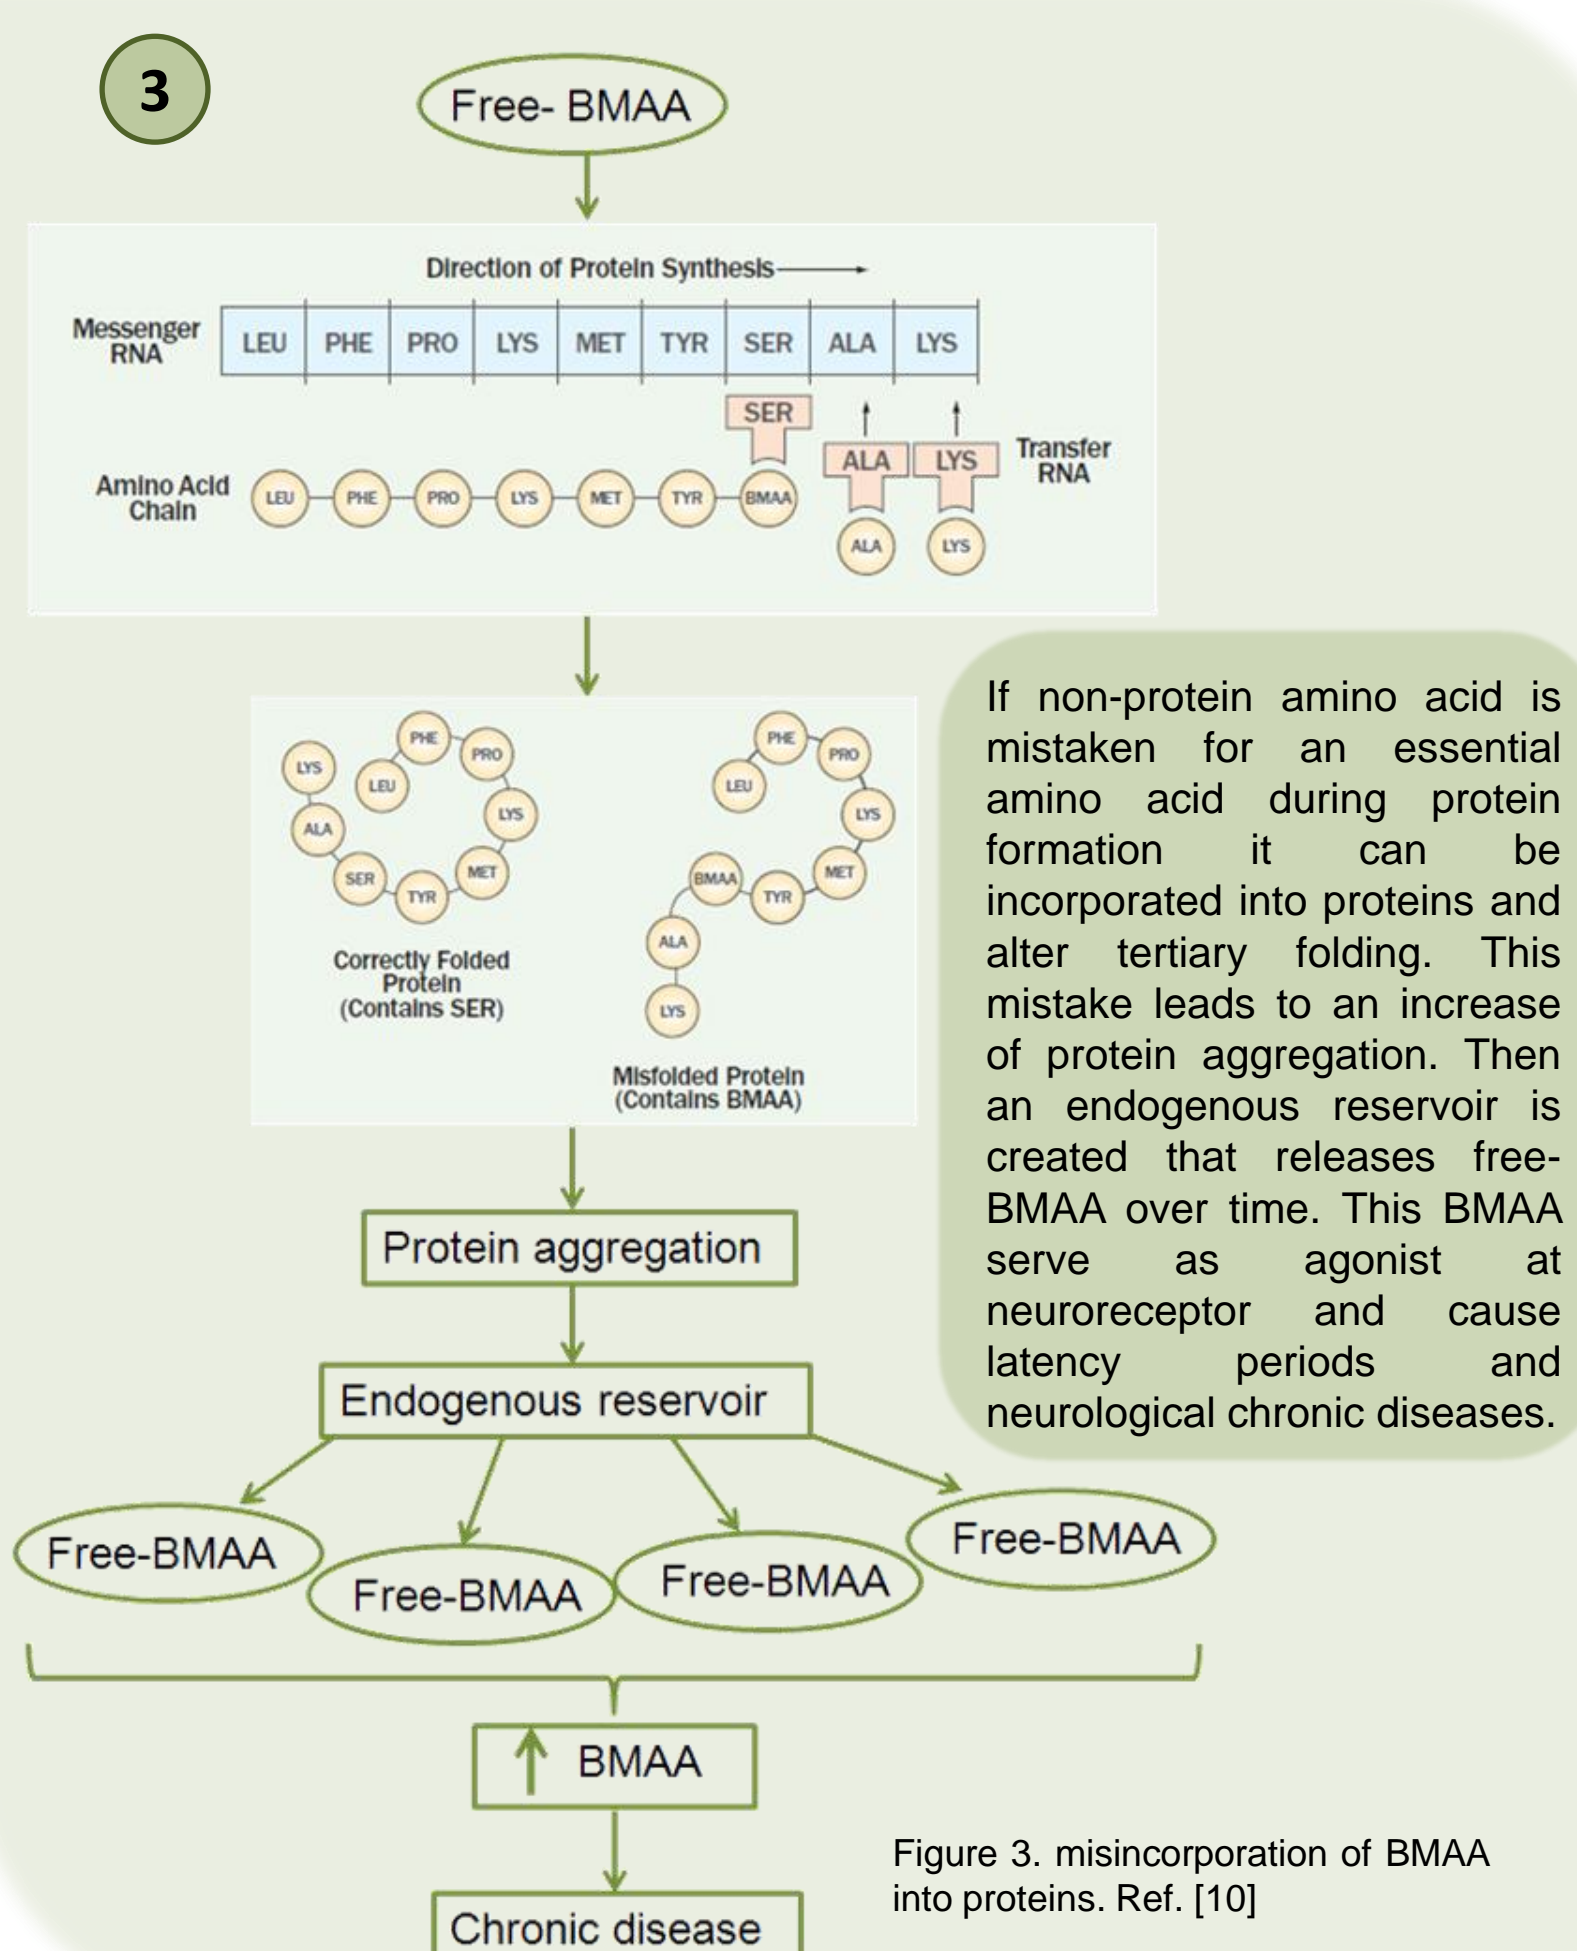 3
Free- BMAA
Direction of Protein Synthesis
Messenger
RNA
LEU PHE PRO LYS MET TYR SER ALA LYS
SER
ALA LYS
Transfer
RNA
Amino Acid
Chain
LEU PHE PRO LYS MET TYR BMAA
ALA LYS
LYS
ALA
SER
TYR
MET
LYS
PRO
PHE
LEU
Correctly Folded
Protein
(Contains SER)
LEU
PHE
PRO
LYS
MET
TYR
BMAA
ALA
LYS
Misfolded Protein
(Contains BMAA)
If non-protein amino acid is
mistaken for an essential
amino acid during protein
formation it can be
incorporated into proteins and
alter tertiary folding. This
mistake leads to an increase
of protein aggregation. Then
an endogenous reservoir is
created that releases free-
BMAA over time. This BMAA
serve as agonist at
neuroreceptor and cause
latency periods and
neurological chronic diseases.
Protein aggregation
Endogenous reservoir
Free-BMAA
Free-BMAA
Free-BMAA
Free-BMAA
↑ BMAA
Chronic disease
Figure 3. misincorporation of BMAA
into proteins. Ref. [10]